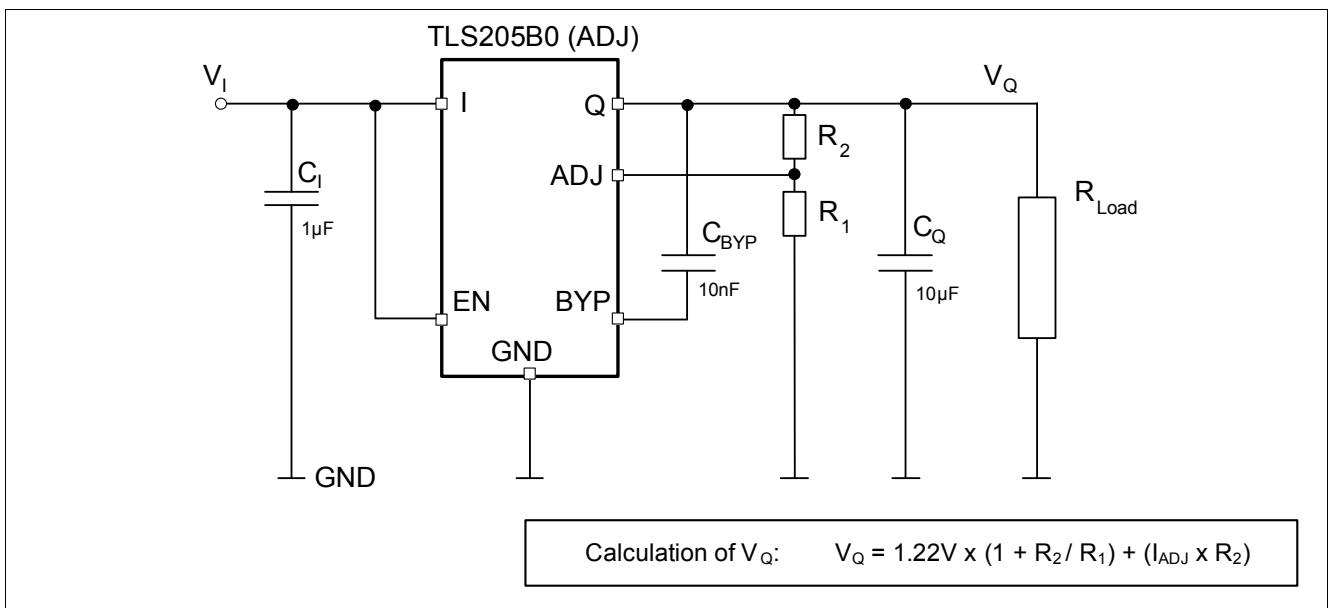 TLS205B0 (ADJ)
V_I
I
Q
V_Q
R_2
ADJ
R_1
R_Load
C_I
1µF
C_BYP
10nF
C_Q
10µF
EN
BYP
GND
GND
Calculation of V_Q: V_Q = 1.22V x (1 + R_2 / R_1) + (I_ADJ x R_2)